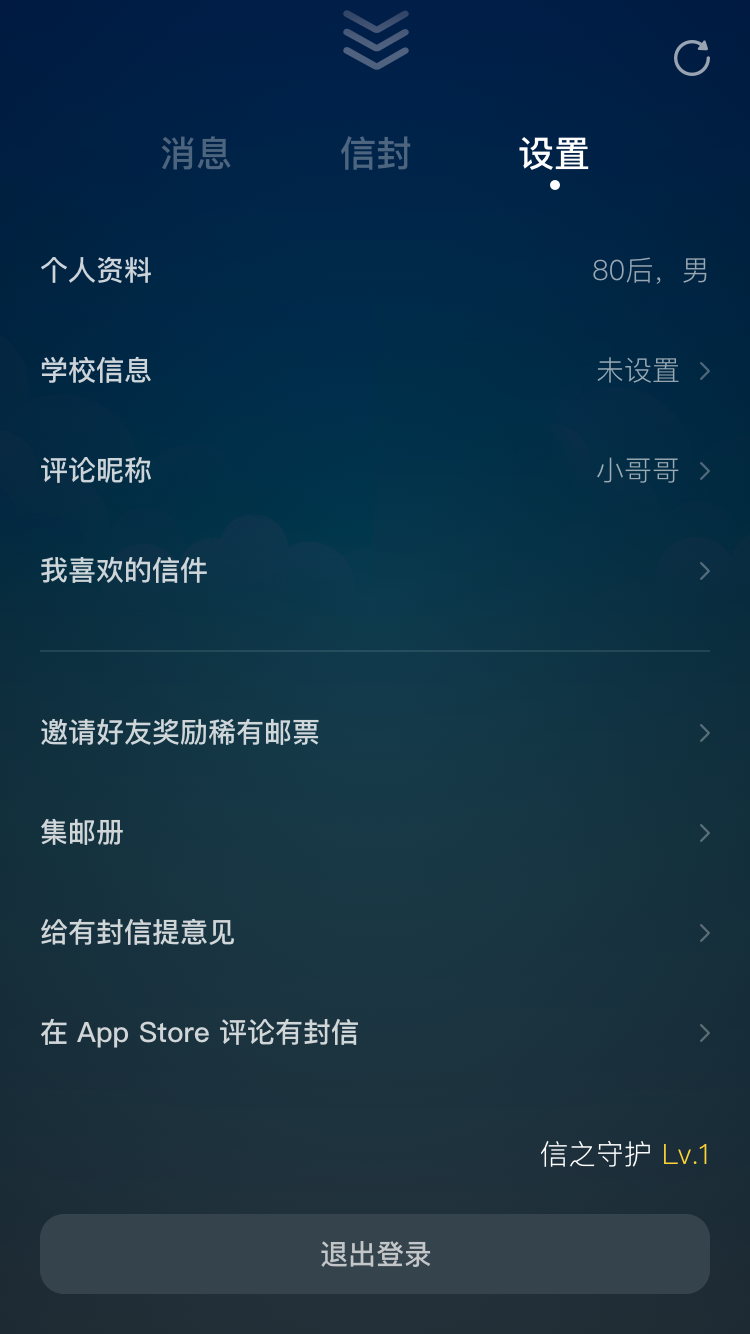 消息 信封 设置
个人资料 80后，男
学校信息 未设置
评论昵称 小哥哥
我喜欢的信件
邀请好友奖励稀有邮票
集邮册
给有封信提意见
在 App Store 评论有封信
信之守护 Lv.1
退出登录